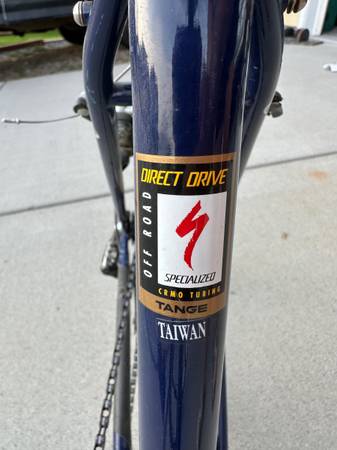 DIRECT DRIVE
OFF ROAD
SPECIALIZED
CRMO TUBING
TANGE
TAIWAN